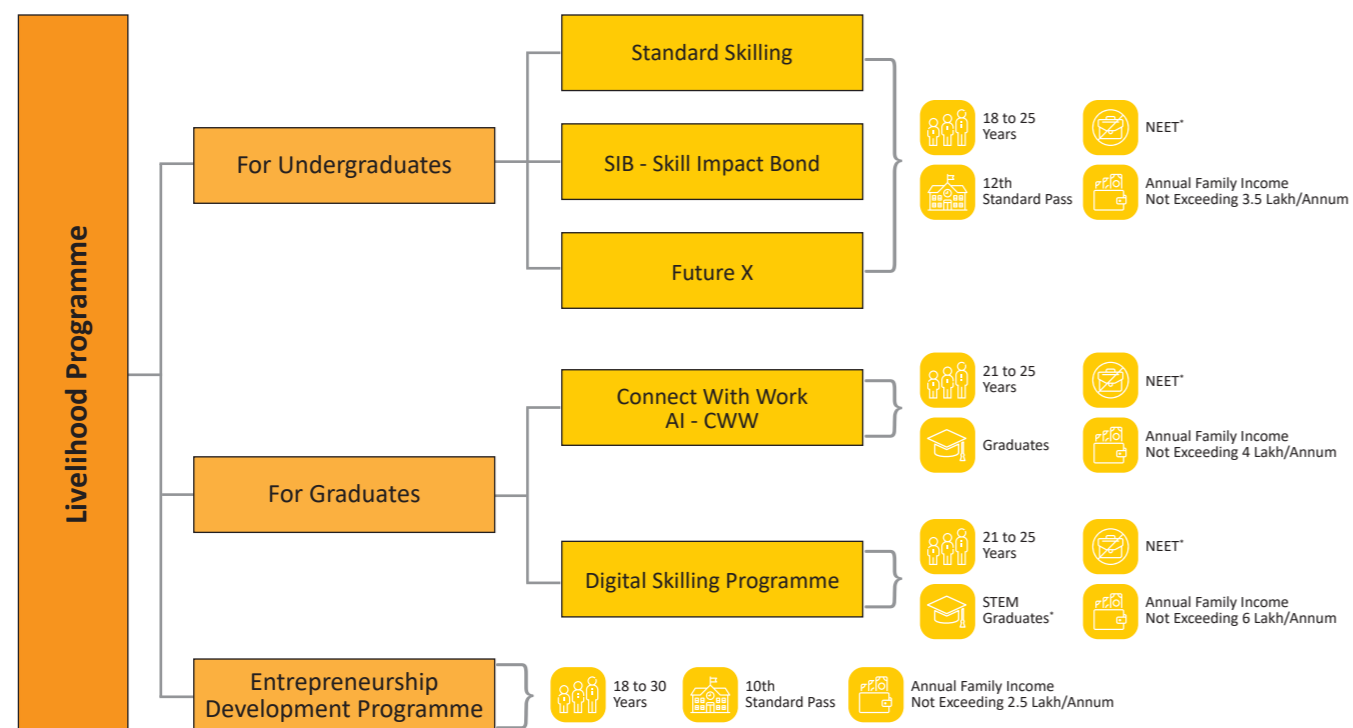 Livelihood Programme
For Undergraduates
Standard Skilling
SIB - Skill Impact Bond
Future X
18 to 25
Years
NEET*
12th
Standard Pass
Annual Family Income
Not Exceeding 3.5 Lakh/Annum
For Graduates
Connect With Work
AI - CWW
21 to 25
Years
NEET*
Graduates
Annual Family Income
Not Exceeding 4 Lakh/Annum
Digital Skilling Programme
21 to 25
Years
NEET*
STEM
Graduates*
Annual Family Income
Not Exceeding 6 Lakh/Annum
Entrepreneurship
Development Programme
18 to 30
Years
10th
Standard Pass
Annual Family Income
Not Exceeding 2.5 Lakh/Annum